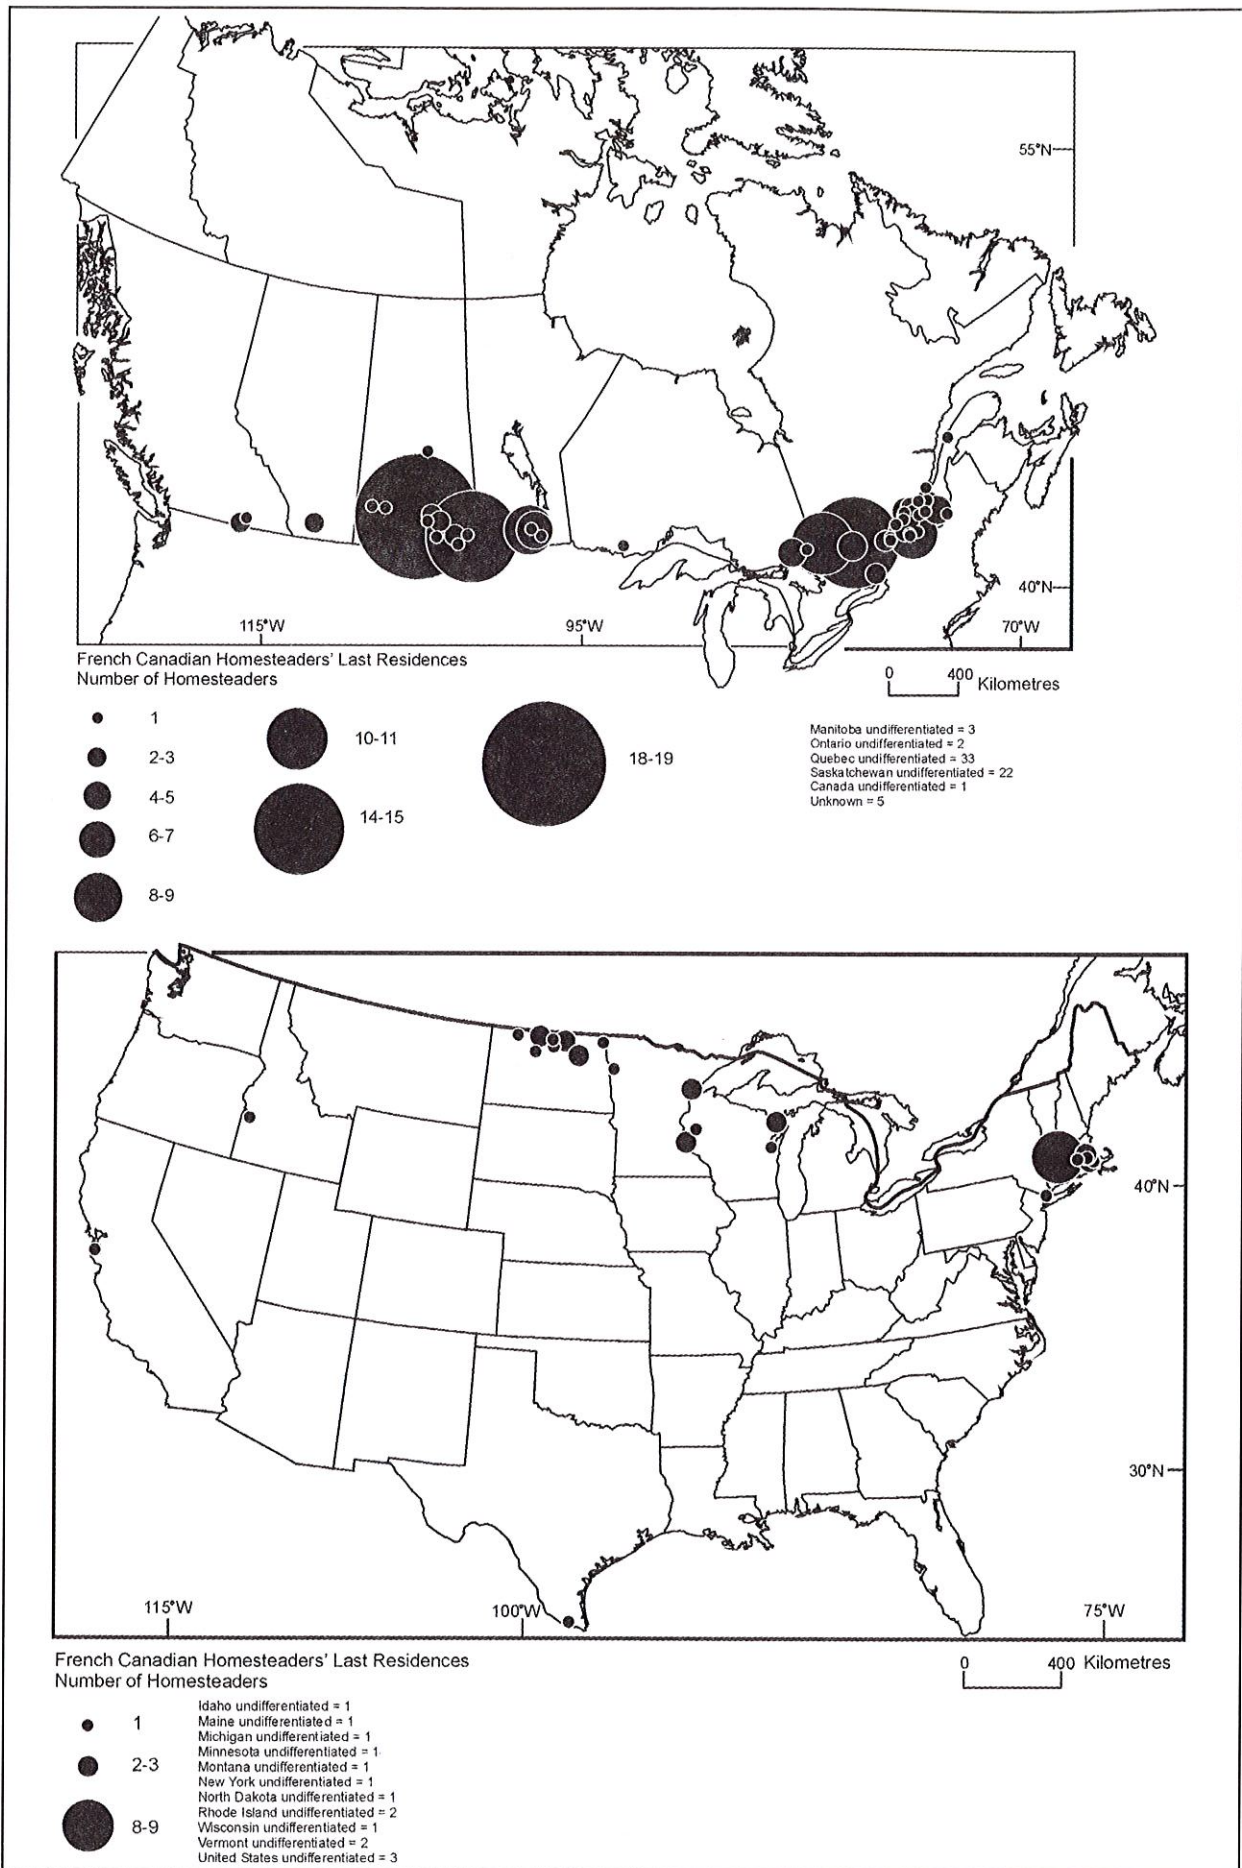 55°N
40°N
115°W
95°W
70°W
French Canadian Homesteaders' Last Residences
Number of Homesteaders
0 400 Kilometres
1
2-3
4-5
6-7
8-9
10-11
14-15
18-19
Manitoba undifferentiated = 3
Ontario undifferentiated = 2
Quebec undifferentiated = 33
Saskatchewan undifferentiated = 22
Canada undifferentiated = 1
Unknown = 5
40°N
30°N
115°W
100°W
75°W
French Canadian Homesteaders' Last Residences
Number of Homesteaders
0 400 Kilometres
1
2-3
8-9
Idaho undifferentiated = 1
Maine undifferentiated = 1
Michigan undifferentiated = 1
Minnesota undifferentiated = 1
Montana undifferentiated = 1
New York undifferentiated = 1
North Dakota undifferentiated = 1
Rhode Island undifferentiated = 2
Wisconsin undifferentiated = 1
Vermont undifferentiated = 2
United States undifferentiated = 3